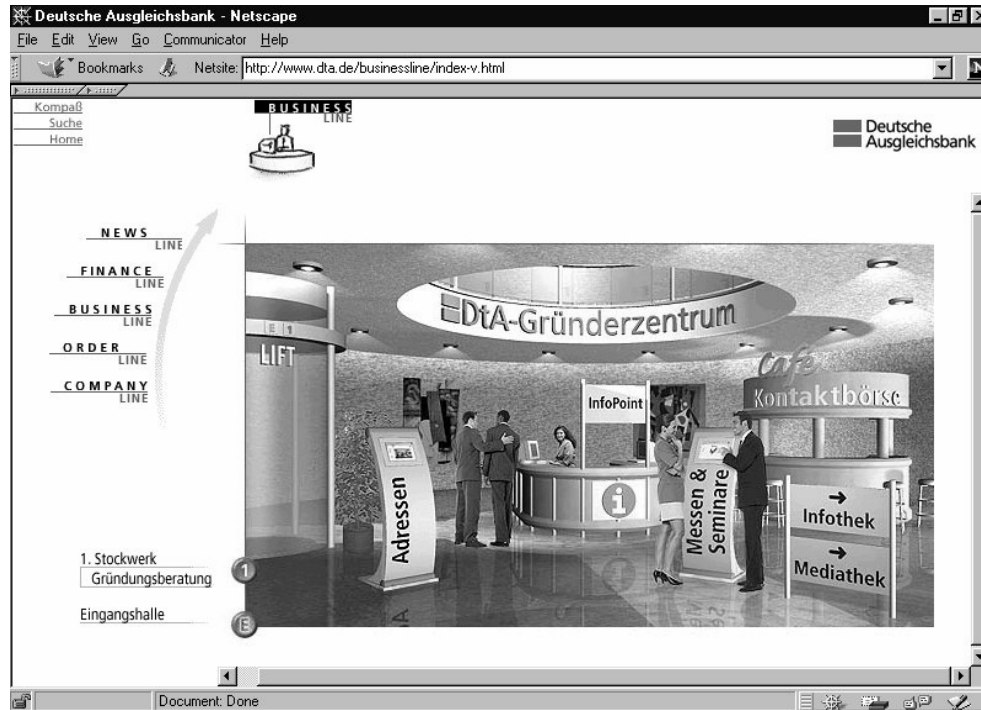 Deutsche Ausgleichsbank - Netscape
File Edit View Go Communicator Help
Bookmarks Netsite: http://www.dta.de/businessline/index-v.html
N
Kompaß
Suche
Home
BUSINESS
LINE
Deutsche
Ausgleichsbank
NEWS
LINE
FINANCE
LINE
BUSINESS
LINE
ORDER
LINE
COMPANY
LINE
DtA-Gründerzentrum
E 1
LIFT
Café
Kontaktbörse
InfoPoint
i
Adressen
Messen &
Seminare
→
Infothek
→
Mediathek
1. Stockwerk
Gründungsberatung
1
Eingangshalle
E
Document: Done